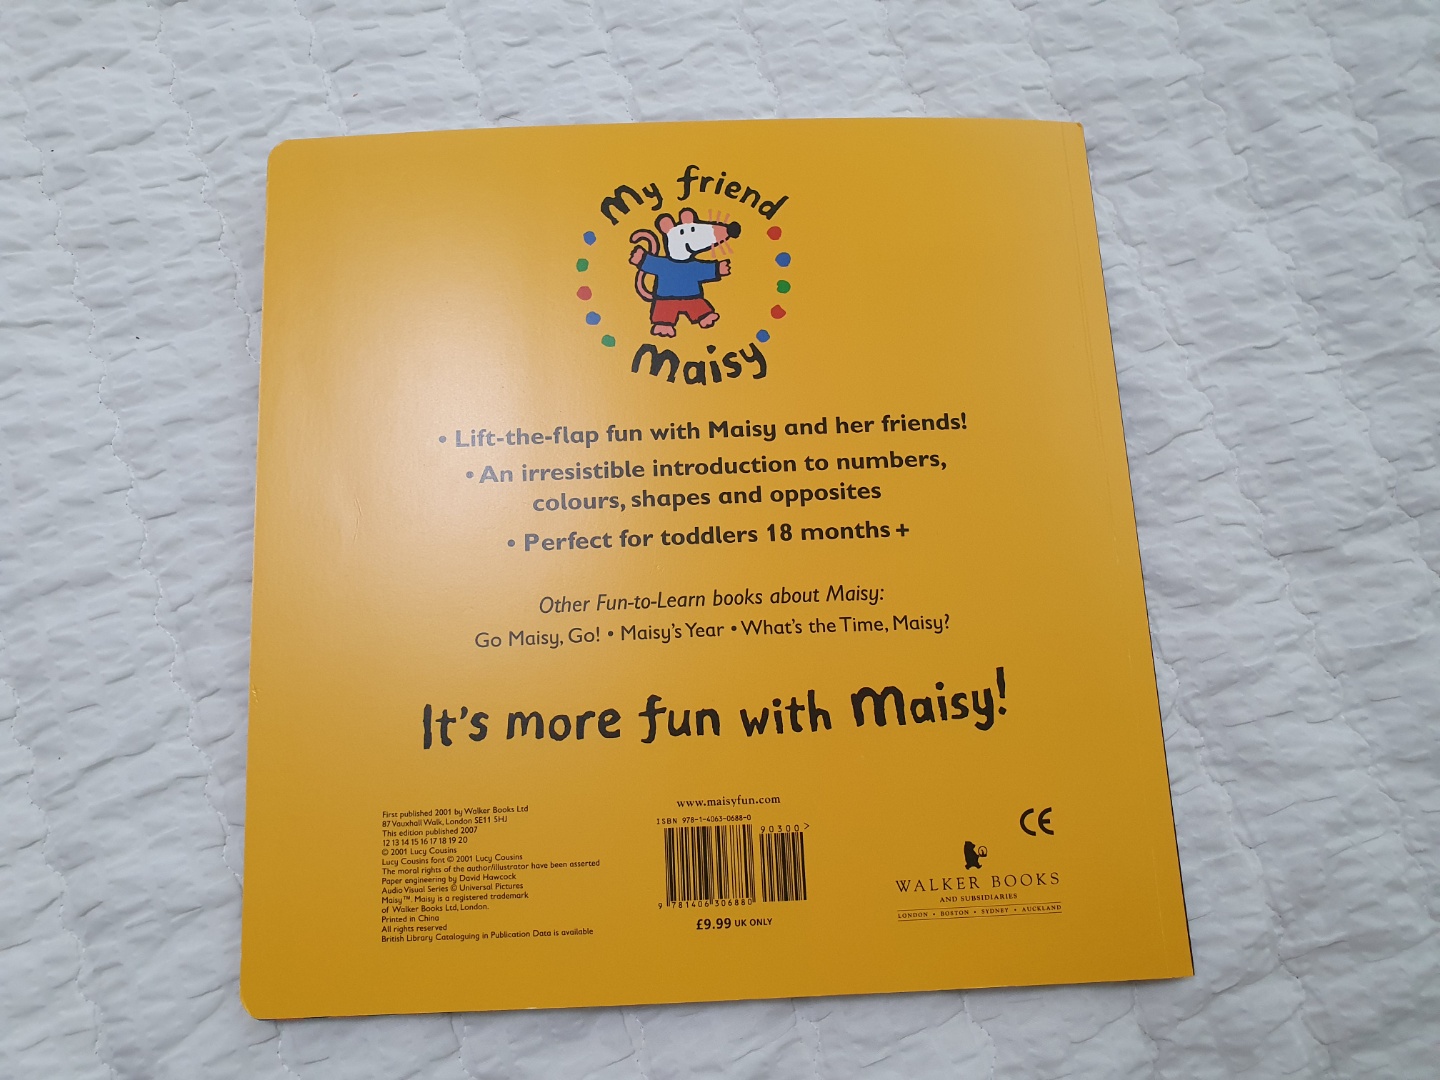 My friend
Maisy
• Lift-the-flap fun with Maisy and her friends!
• An irresistible introduction to numbers,
colours, shapes and opposites
• Perfect for toddlers 18 months +
Other Fun-to-Learn books about Maisy:
Go Maisy, Go! • Maisy's Year • What's the Time, Maisy?
It's more fun with Maisy!
First published 2001 by Walker Books Ltd
87 Vauxhall Walk, London SE11 5HJ
This edition published 2007
12 13 14 15 16 17 18 19 20
© 2001 Lucy Cousins
Lucy Cousins font © 2001 Lucy Cousins
The moral rights of the author/illustrator have been asserted
Paper engineering by David Hawcock
Audio Visual Series © Universal Pictures
Maisy™. Maisy is a registered trademark
of Walker Books Ltd, London.
Printed in China
All rights reserved
British Library Cataloguing in Publication Data is available
www.maisyfun.com
ISBN 978-1-4063-0688-0
90300>
9 781406 306880
£9.99 UK ONLY
CE
WALKER BOOKS
AND SUBSIDIARIES
LONDON • BOSTON • SYDNEY • AUCKLAND